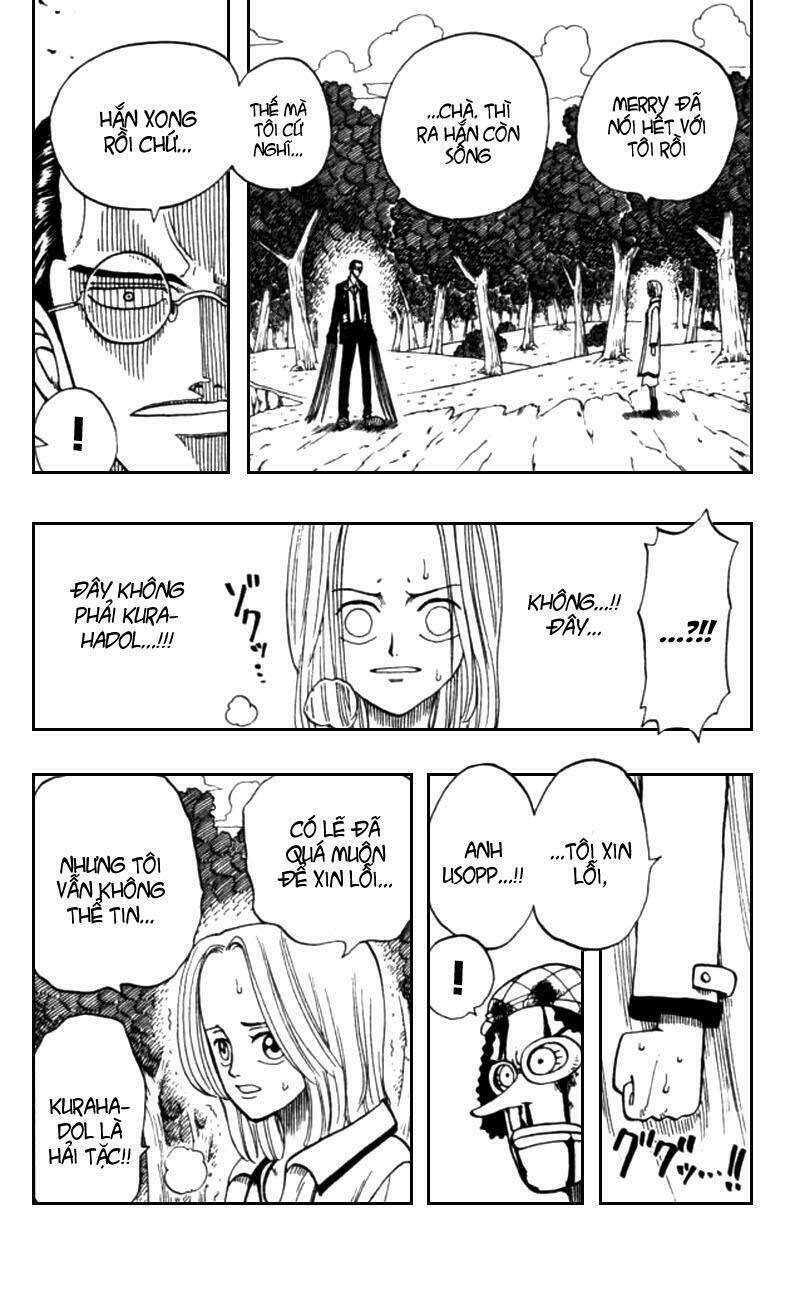 MERRY ĐÃ
NÓI HẾT VỚI
TÔI RỒI
...CHÀ, THÌ
RA HẮN CÒN
SỐNG
THẾ MÀ
TÔI CỨ
NGHĨ...
HẮN XONG
RỒI CHỨ...
!
...?!!
KHÔNG...!!
ĐÂY...
ゾクッ…
ĐÂY KHÔNG
PHẢI KURA-
HADOL...!!!
...TÔI XIN
LỖI,
ANH
USOPP...!!
!
グググッ…!!
CÓ LẼ ĐÃ
QUÁ MUỘN
ĐỂ XIN LỖI...
NHƯNG TÔI
VẪN KHÔNG
THỂ TIN...
KURAHA-
DOL LÀ
HẢI TẶC!!